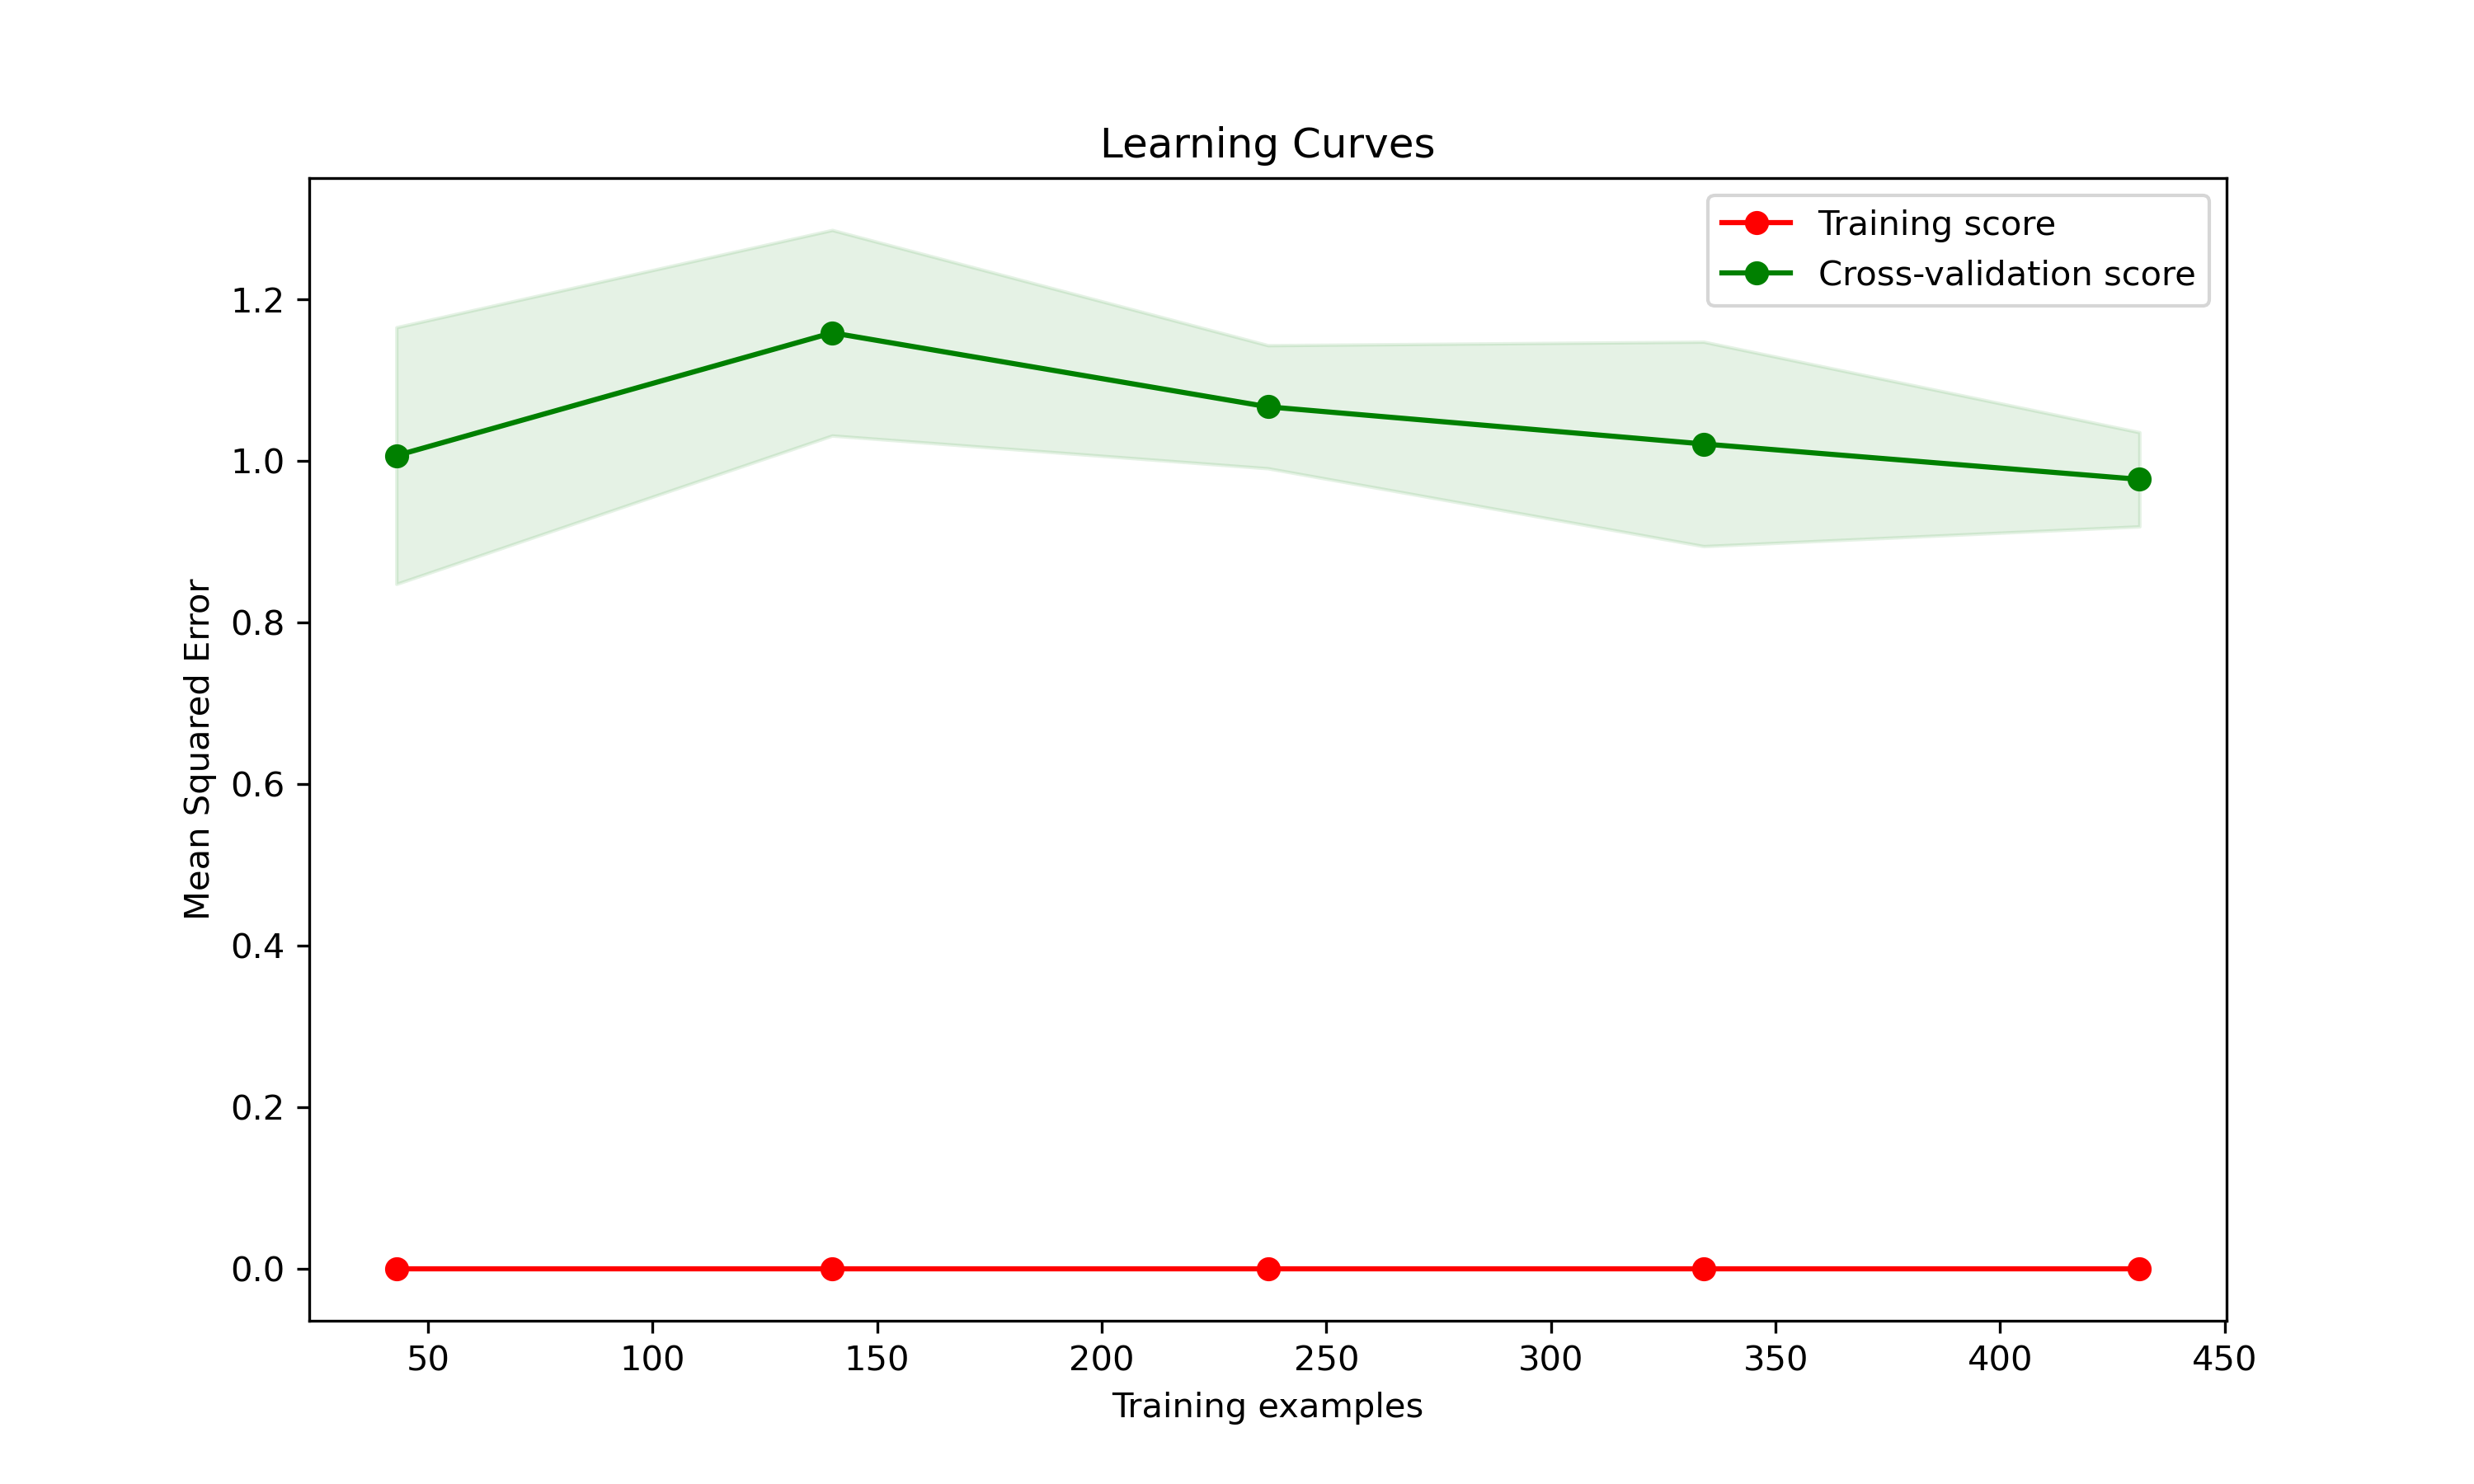 Learning Curves
Training score
Cross-validation score
Mean Squared Error
1.2
1.0
0.8
0.6
0.4
0.2
0.0
50 100 150 200 250 300 350 400 450
Training examples